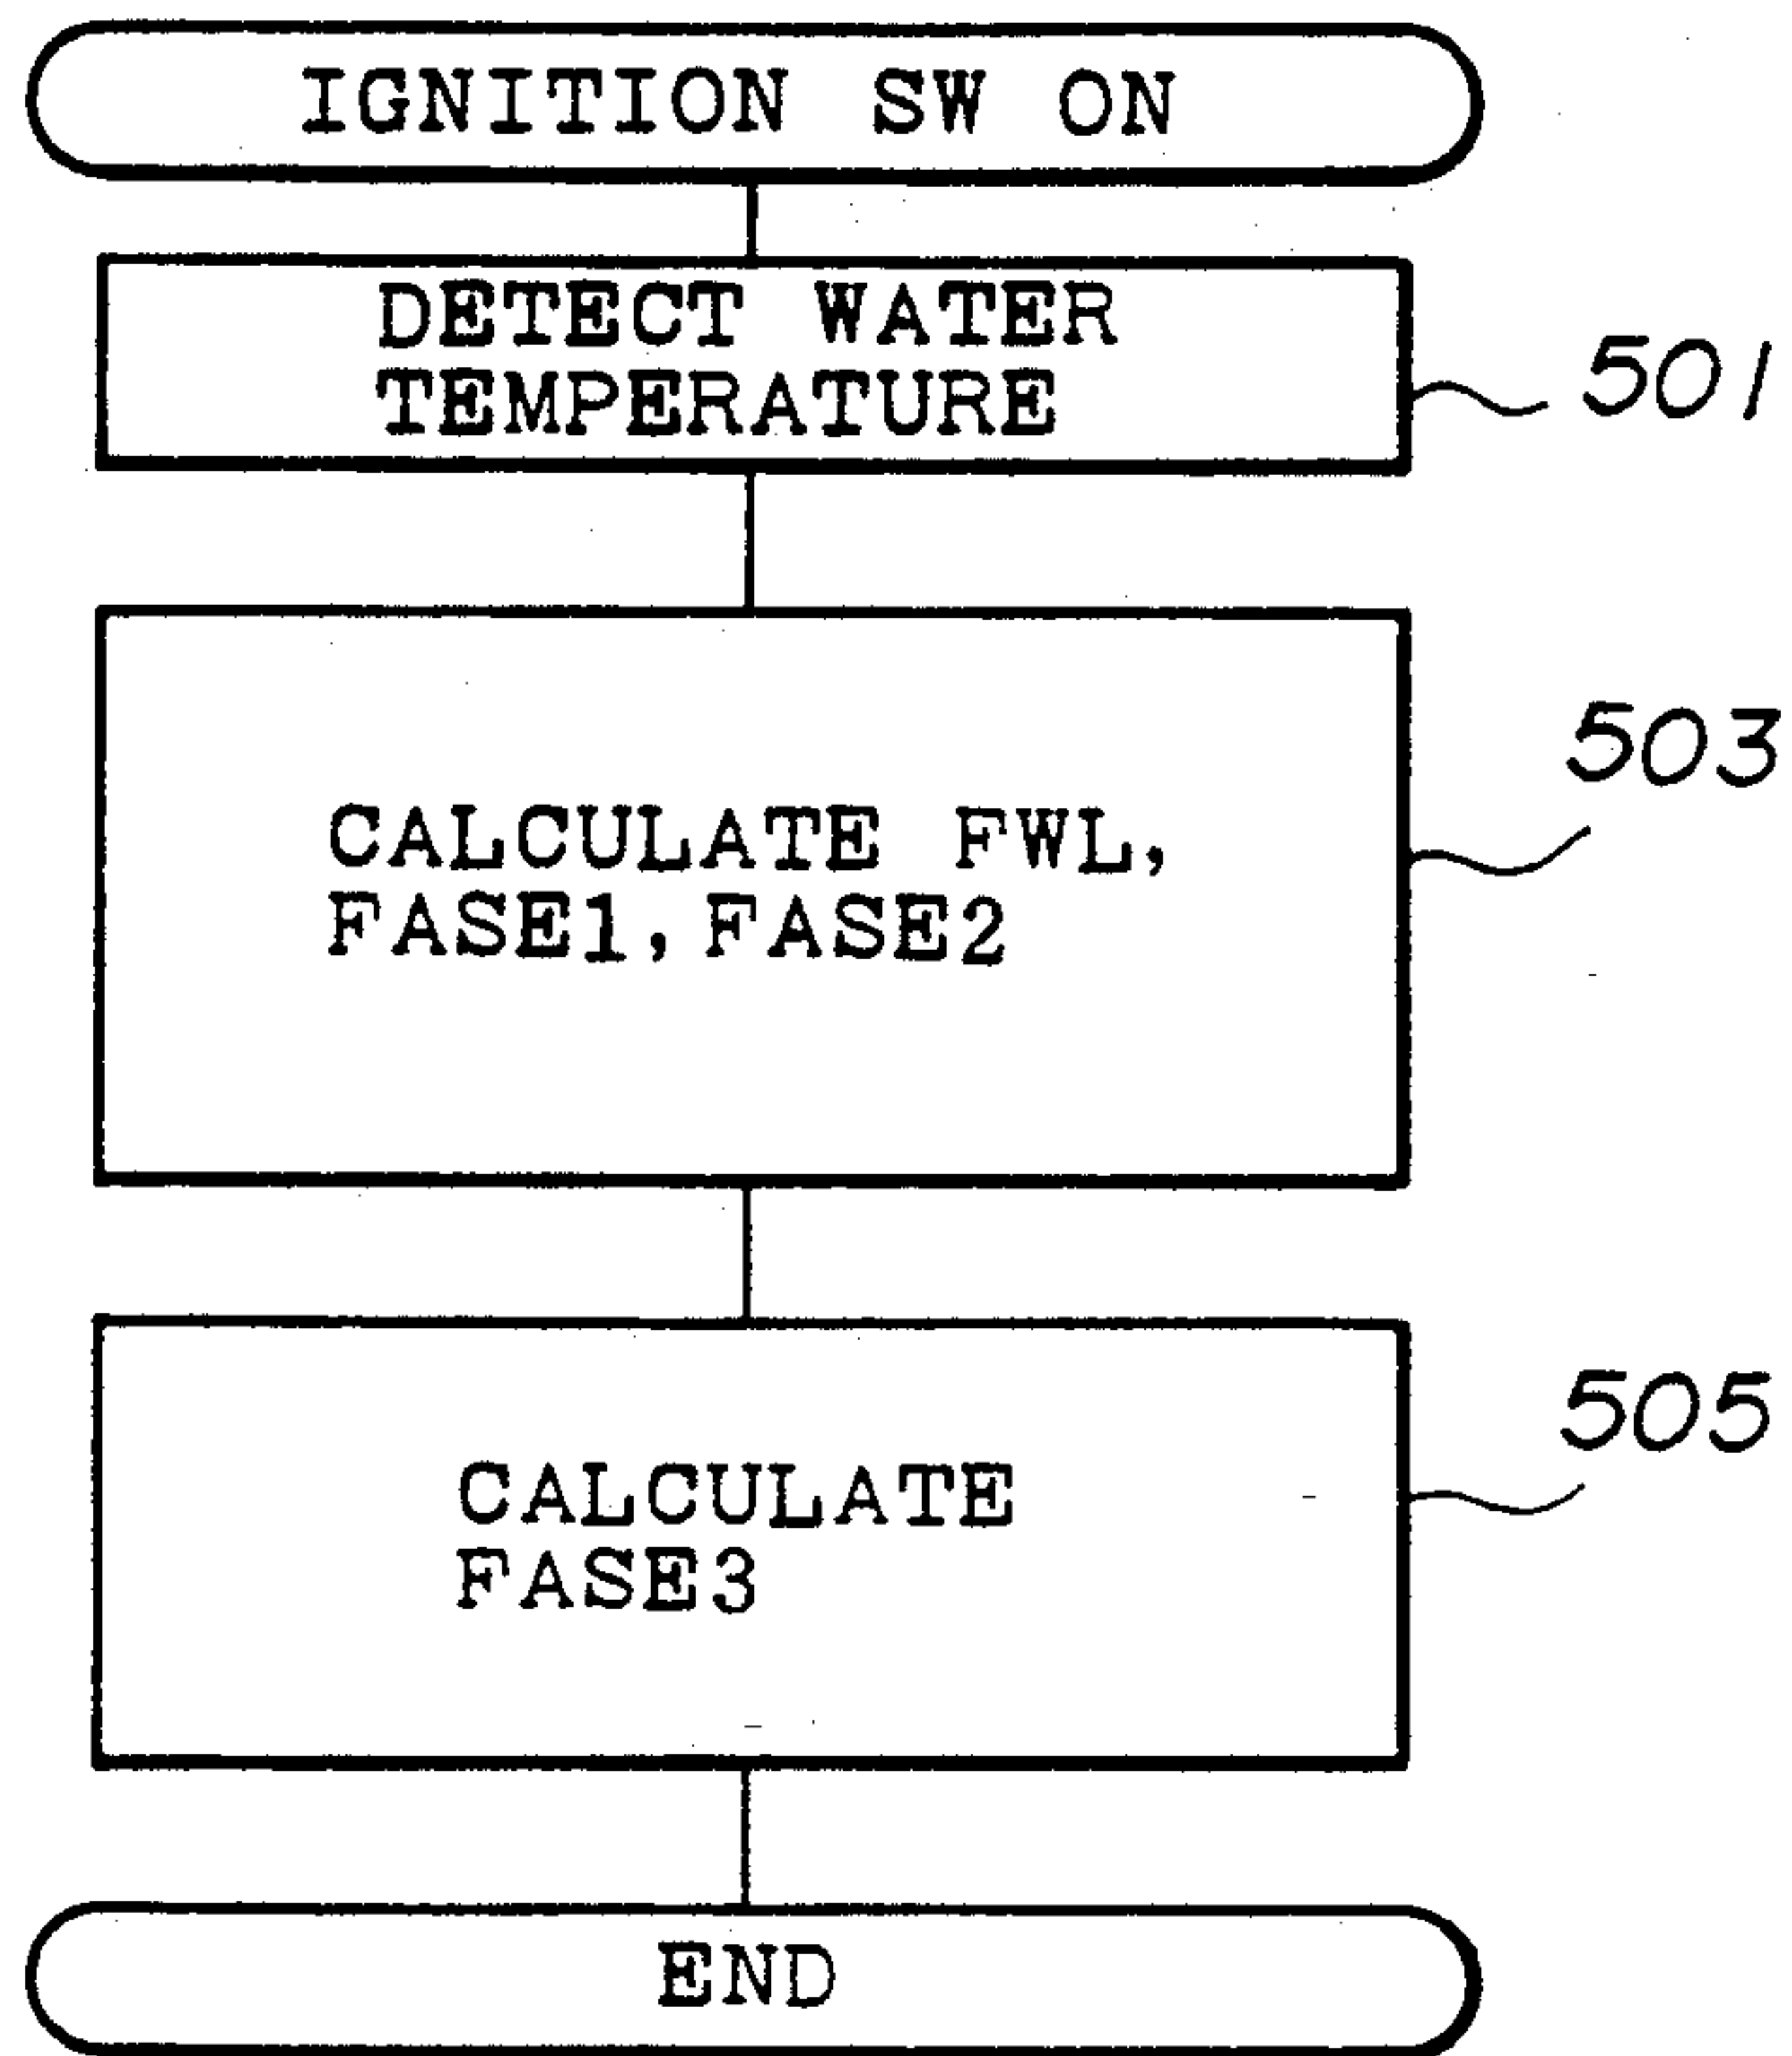 IGNITION SW ON
DETECT WATER
TEMPERATURE
501
503
CALCULATE FWL,
FASE1,FASE2
505
CALCULATE
FASE3
END